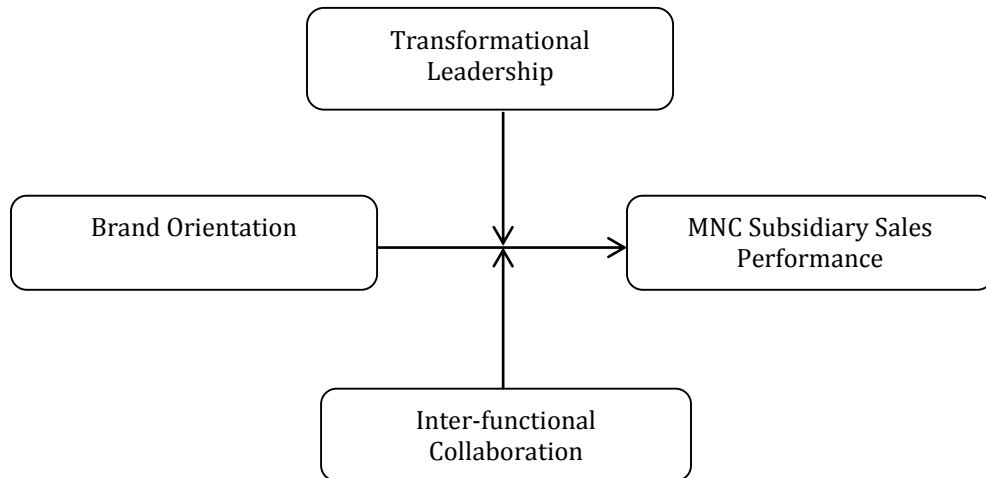 Transformational
Leadership
Brand Orientation
MNC Subsidiary Sales
Performance
Inter-functional
Collaboration